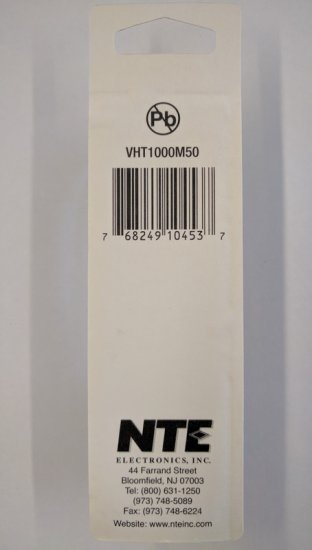 Pb
VHT1000M50
7 68249 10453 7
NTE
ELECTRONICS, INC.
44 Farrand Street
Bloomfield, NJ 07003
Tel: (800) 631-1250
(973) 748-5089
Fax: (973) 748-6224
Website: www.nteinc.com